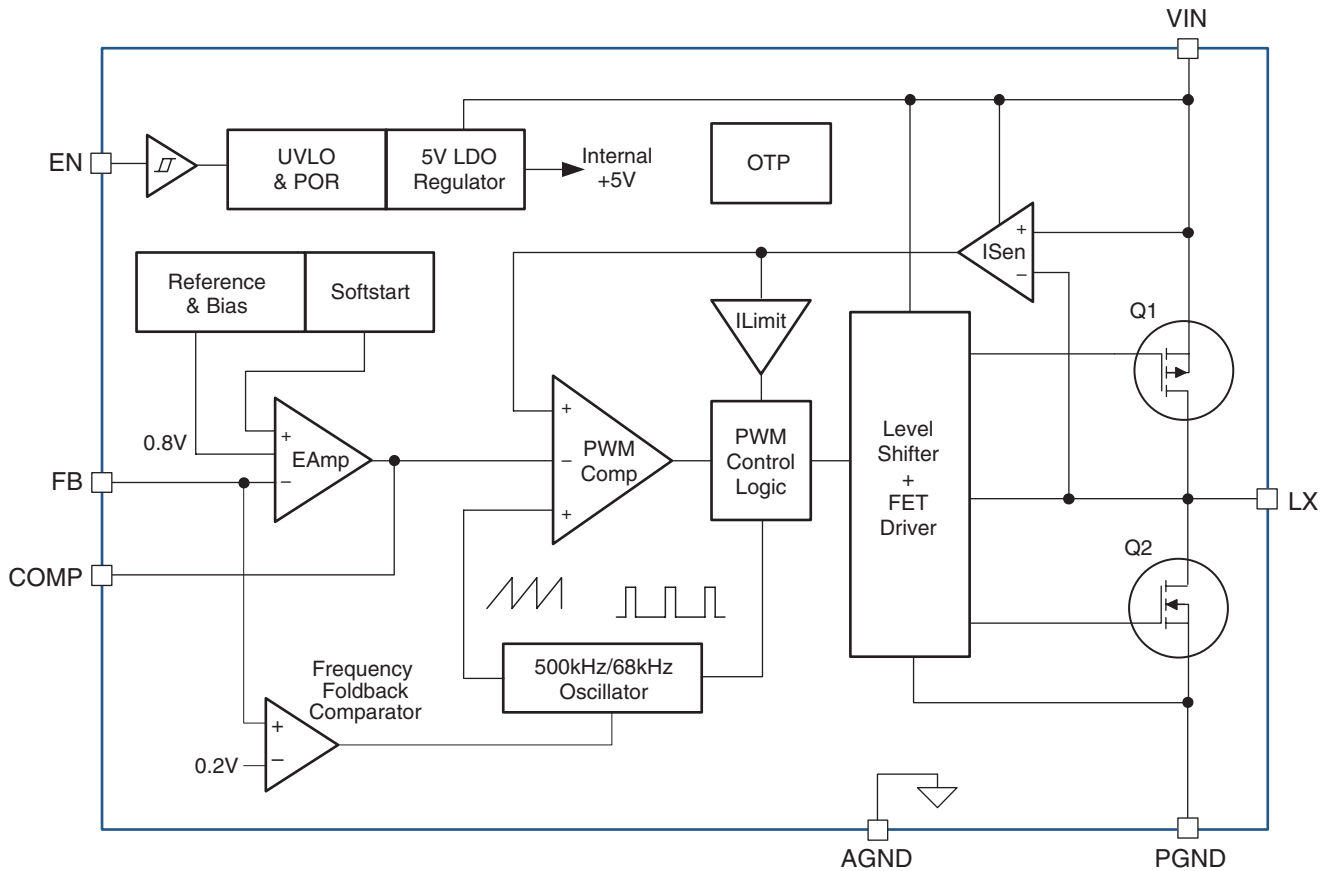 VIN
EN
UVLO
& POR
5V LDO
Regulator
Internal
+5V
OTP
+
ISen
–
Reference
& Bias
Softstart
ILimit
Q1
0.8V
+
EAmp
–
FB
COMP
+
–
PWM
Comp
+
PWM
Control
Logic
Level
Shifter
+
FET
Driver
LX
Q2
Frequency
Foldback
Comparator
500kHz/68kHz
Oscillator
+
0.2V
–
AGND
PGND